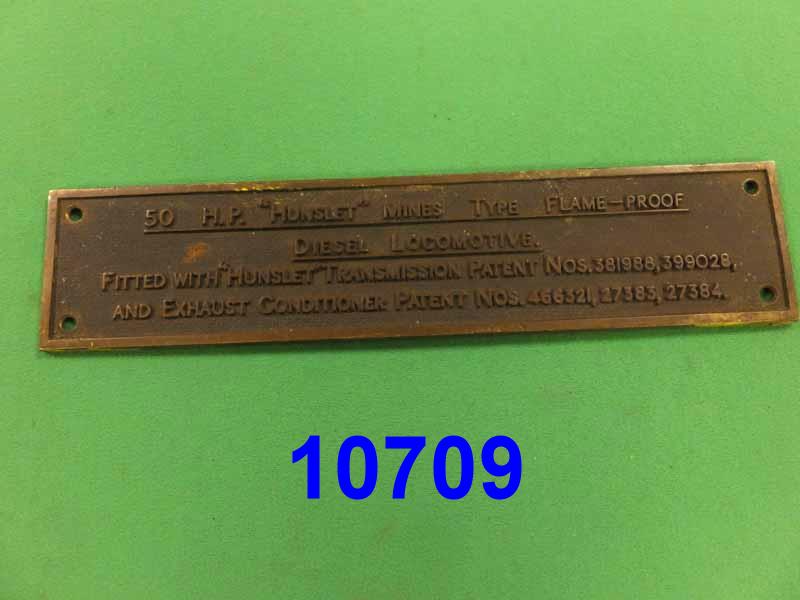 50 H.P. "HUNSLET" MINES TYPE FLAME-PROOF
DIESEL LOCOMOTIVE.
FITTED WITH "HUNSLET" TRANSMISSION PATENT NOS. 381988, 399028,
AND EXHAUST CONDITIONER PATENT NOS. 466321, 27383, 27384.
10709